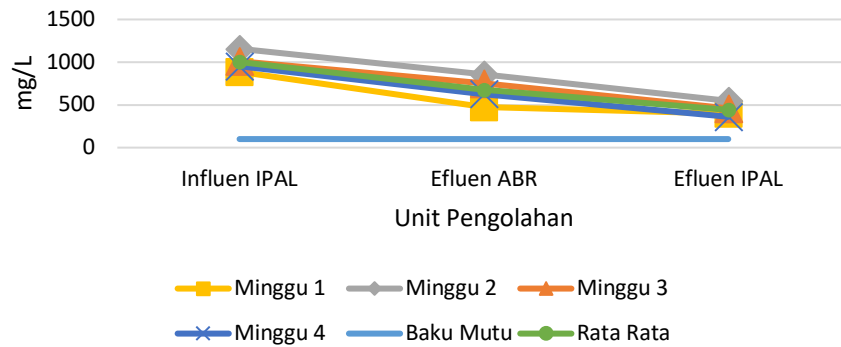 1500
1000
500
0
mg/L
Influen IPAL Efluen ABR Efluen IPAL
Unit Pengolahan
Minggu 1 Minggu 2 Minggu 3
Minggu 4 Baku Mutu Rata Rata